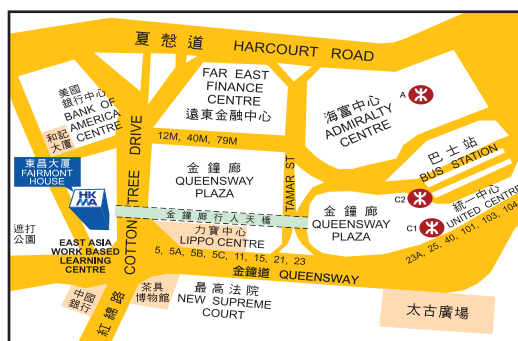 夏慤道 HARCOURT ROAD
美國
銀行中心
BANK OF
AMERICA
CENTRE
和記
大廈
FAR EAST
FINANCE
CENTRE
遠東金融中心
海富中心
ADMIRALTY
CENTRE
A
12M, 40M, 79M
COTTON TREE DRIVE
紅綿路
TAMAR ST
巴士站
BUS STATION
東昌大厦
FAIRMONT
HOUSE
HK
MA
金鐘廊
QUEENSWAY
PLAZA
金鐘廊行人天橋
金鐘廊
QUEENSWAY
PLAZA
C2
C1
統一中心
UNITED CENTRE
23A, 25, 40, 101, 103, 104
遮打
公園
EAST ASIA
WORK BASED
LEARNING
CENTRE
力寶中心
LIPPO CENTRE
5, 5A, 5B, 5C, 11, 15, 21, 23
金鐘道 QUEENSWAY
中國
銀行
茶具
博物館
最高法院
NEW SUPREME
COURT
太古廣場